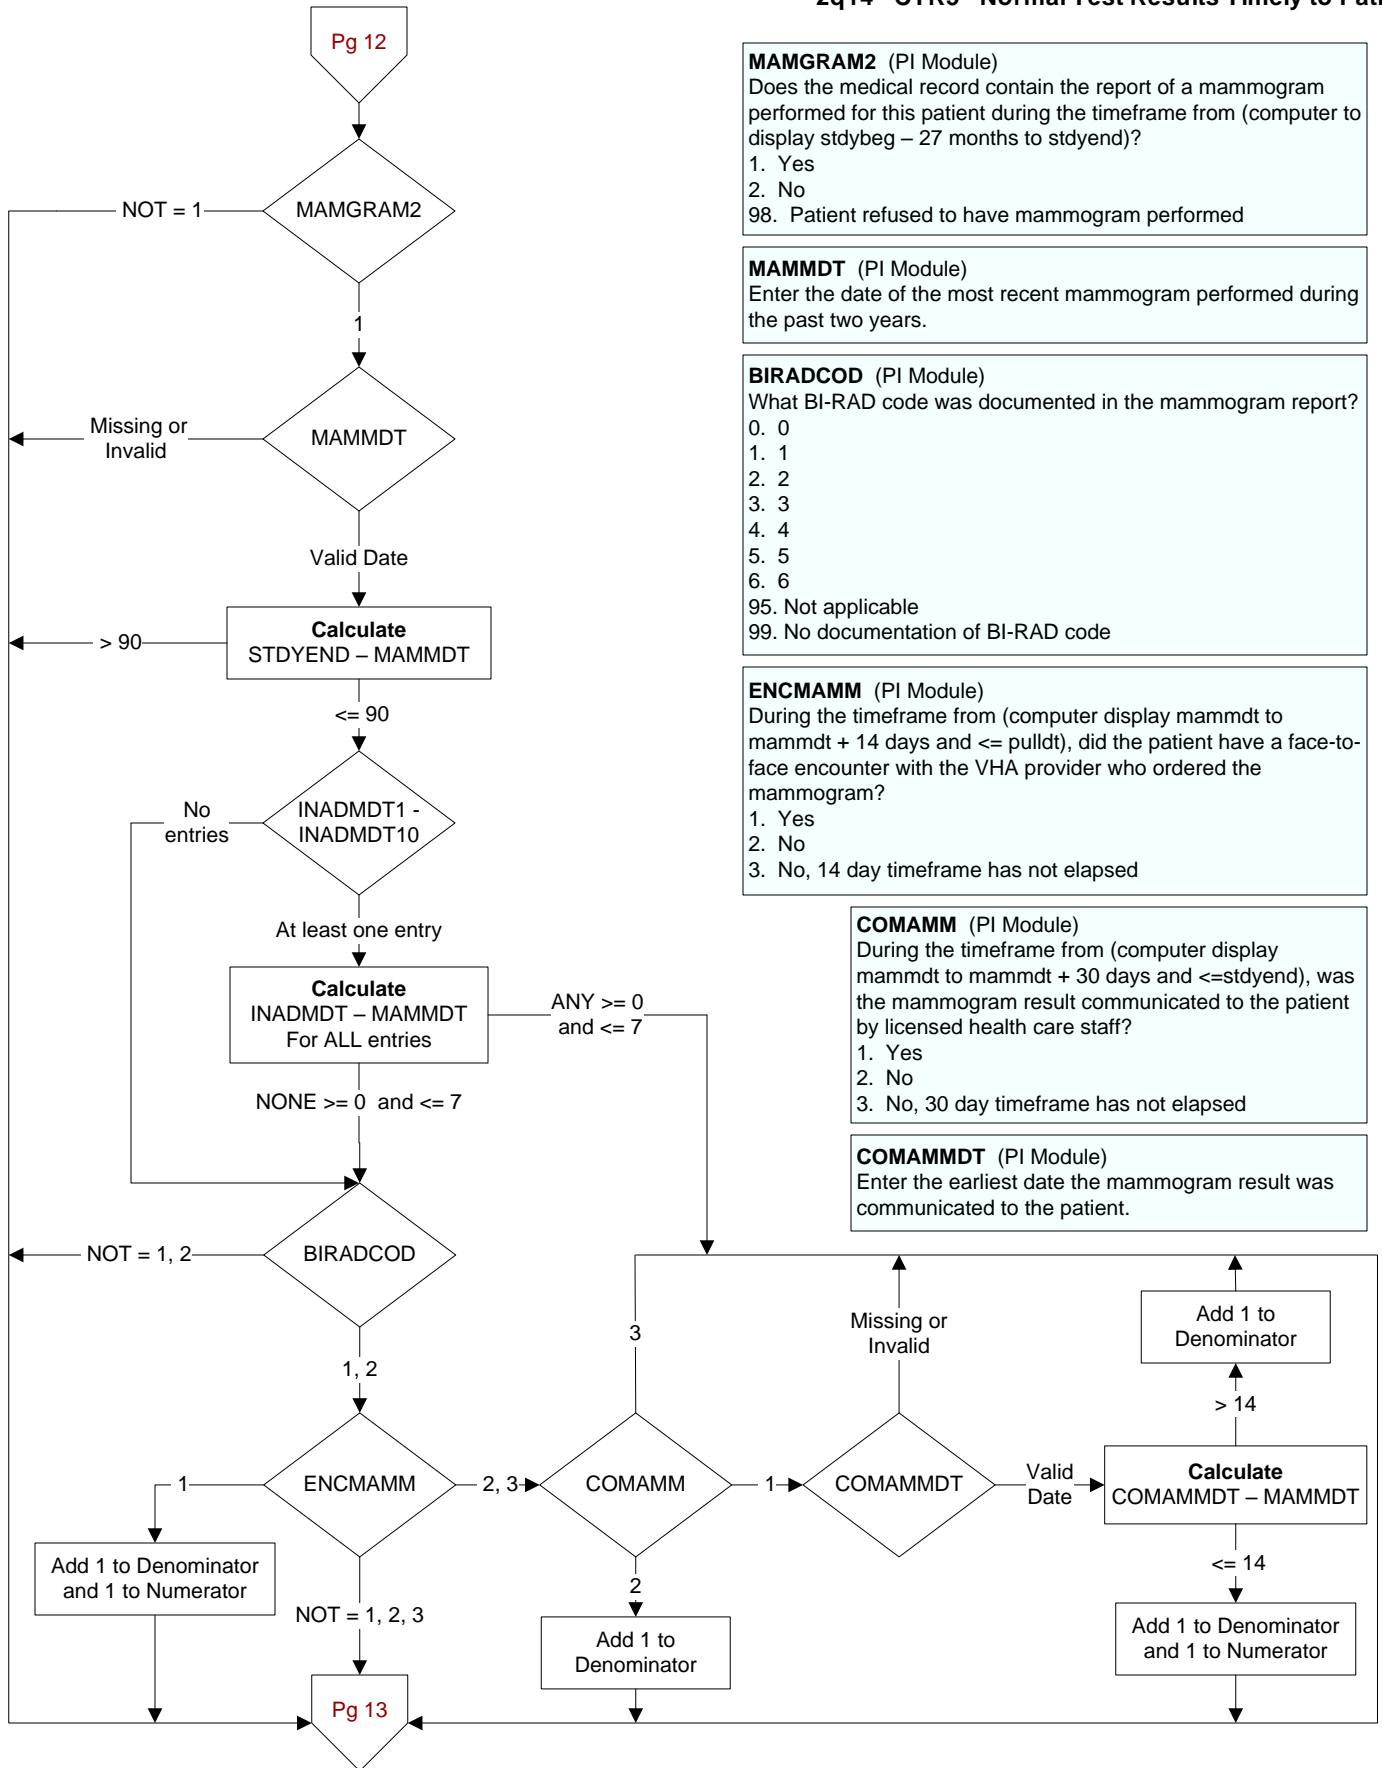 Pg 12
MAMGRAM2
NOT = 1
1
MAMMDT
Missing or
Invalid
Valid Date
Calculate
STDYEND – MAMMDT
> 90
<= 90
INADMDT1 -
INADMDT10
No
entries
At least one entry
Calculate
INADMDT – MAMMDT
For ALL entries
ANY >= 0
and <= 7
NONE >= 0 and <= 7
BIRADCOD
NOT = 1, 2
1, 2
ENCMAMM
1
Add 1 to Denominator
and 1 to Numerator
NOT = 1, 2, 3
2, 3
COMAMM
3
2
Add 1 to
Denominator
1
COMAMMDT
Missing or
Invalid
Valid
Date
Calculate
COMAMMDT – MAMMDT
> 14
Add 1 to
Denominator
<= 14
Add 1 to Denominator
and 1 to Numerator
Pg 13
MAMGRAM2 (PI Module)
Does the medical record contain the report of a mammogram
performed for this patient during the timeframe from (computer to
display stdybeg – 27 months to stdyend)?
1. Yes
2. No
98. Patient refused to have mammogram performed
MAMMDT (PI Module)
Enter the date of the most recent mammogram performed during
the past two years.
BIRADCOD (PI Module)
What BI-RAD code was documented in the mammogram report?
0. 0
1. 1
2. 2
3. 3
4. 4
5. 5
6. 6
95. Not applicable
99. No documentation of BI-RAD code
ENCMAMM (PI Module)
During the timeframe from (computer display mammdt to
mammdt + 14 days and <= pulldt), did the patient have a face-to-
face encounter with the VHA provider who ordered the
mammogram?
1. Yes
2. No
3. No, 14 day timeframe has not elapsed
COMAMM (PI Module)
During the timeframe from (computer display
mammdt to mammdt + 30 days and <=stdyend), was
the mammogram result communicated to the patient
by licensed health care staff?
1. Yes
2. No
3. No, 30 day timeframe has not elapsed
COMAMMDT (PI Module)
Enter the earliest date the mammogram result was
communicated to the patient.